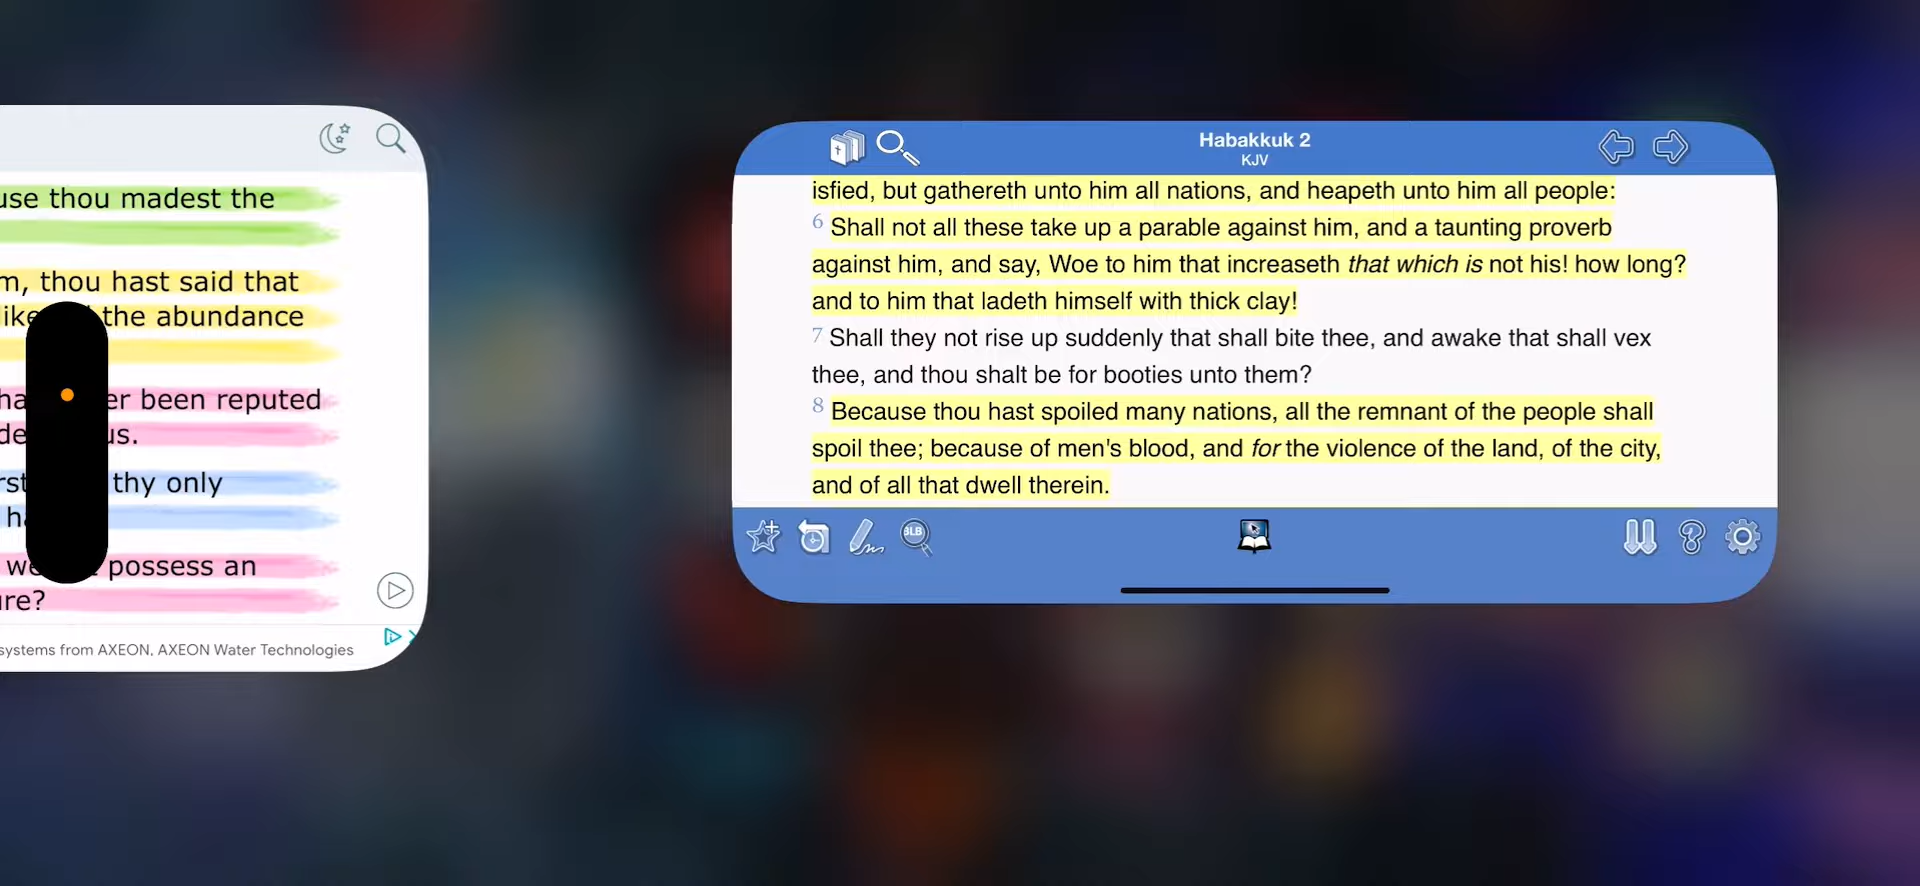 use thou madest the
m, thou hast said that
like the abundance
er been reputed
us.
thy only
we possess an
ure?
systems from AXEON, AXEON Water Technologies
Habakkuk 2
KJV
isfied, but gathereth unto him all nations, and heapeth unto him all people:
6 Shall not all these take up a parable against him, and a taunting proverb
against him, and say, Woe to him that increaseth that which is not his! how long?
and to him that ladeth himself with thick clay!
7 Shall they not rise up suddenly that shall bite thee, and awake that shall vex
thee, and thou shalt be for booties unto them?
8 Because thou hast spoiled many nations, all the remnant of the people shall
spoil thee; because of men's blood, and for the violence of the land, of the city,
and of all that dwell therein.
BLB